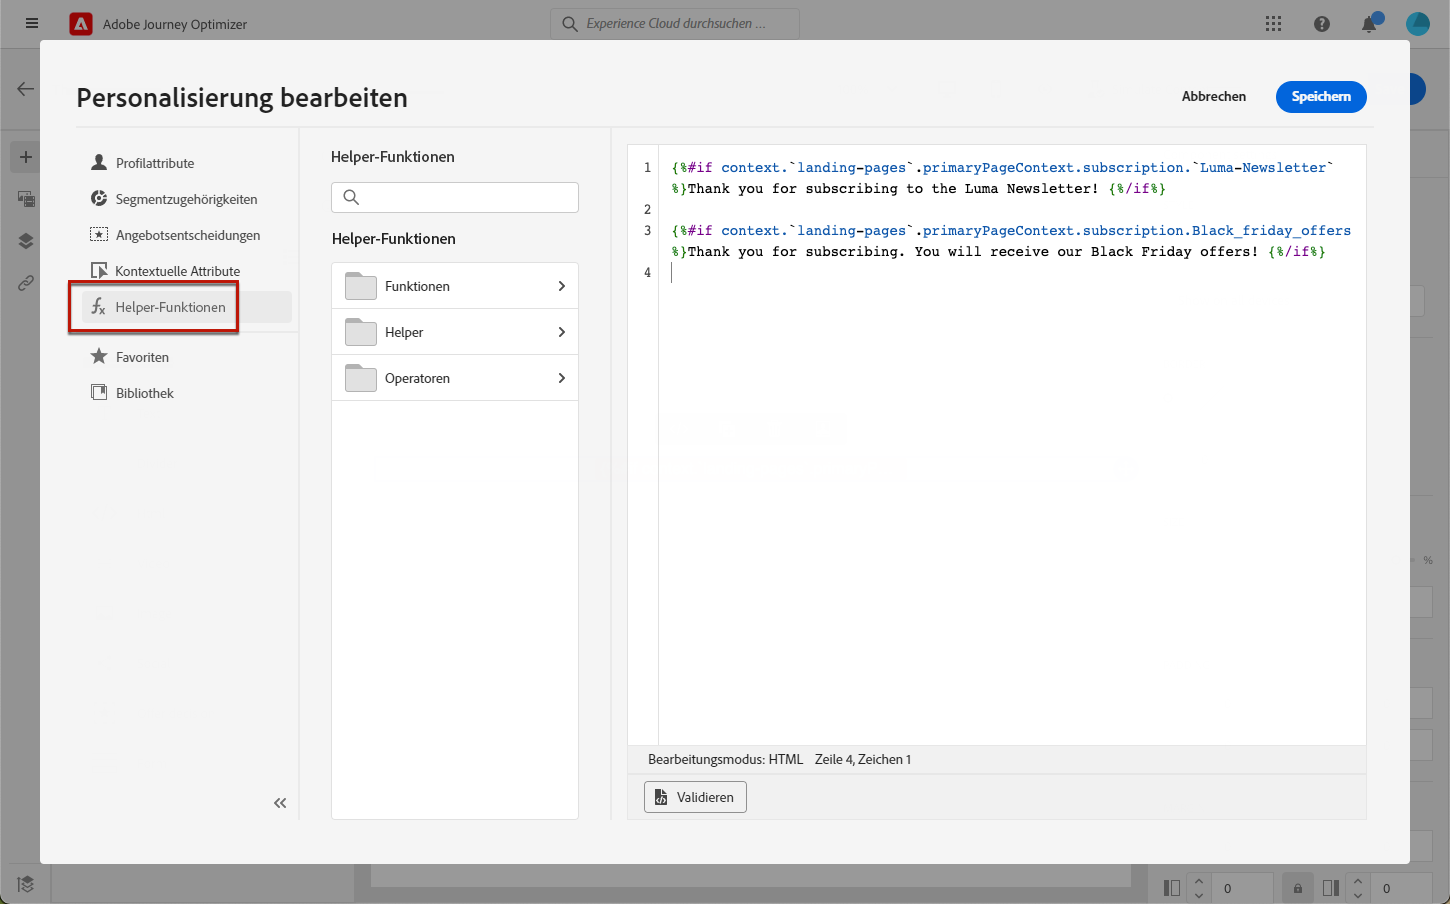 Adobe Journey Optimizer
Experience Cloud durchsuchen ...
Personalisierung bearbeiten
Abbrechen
Speichern
Profilattribute
Segmentzugehörigkeiten
Angebotsentscheidungen
Kontextuelle Attribute
Helper-Funktionen
Favoriten
Bibliothek
Helper-Funktionen
Helper-Funktionen
Funktionen
Helper
Operatoren
1 {%#if context.`landing-pages`.primaryPageContext.subscription.`Luma-Newsletter`
%}Thank you for subscribing to the Luma Newsletter! {%/if%}
2
3 {%#if context.`landing-pages`.primaryPageContext.subscription.Black_friday_offers
%}Thank you for subscribing. You will receive our Black Friday offers! {%/if%}
4
Bearbeitungsmodus: HTML Zeile 4, Zeichen 1
Validieren
%
0
0